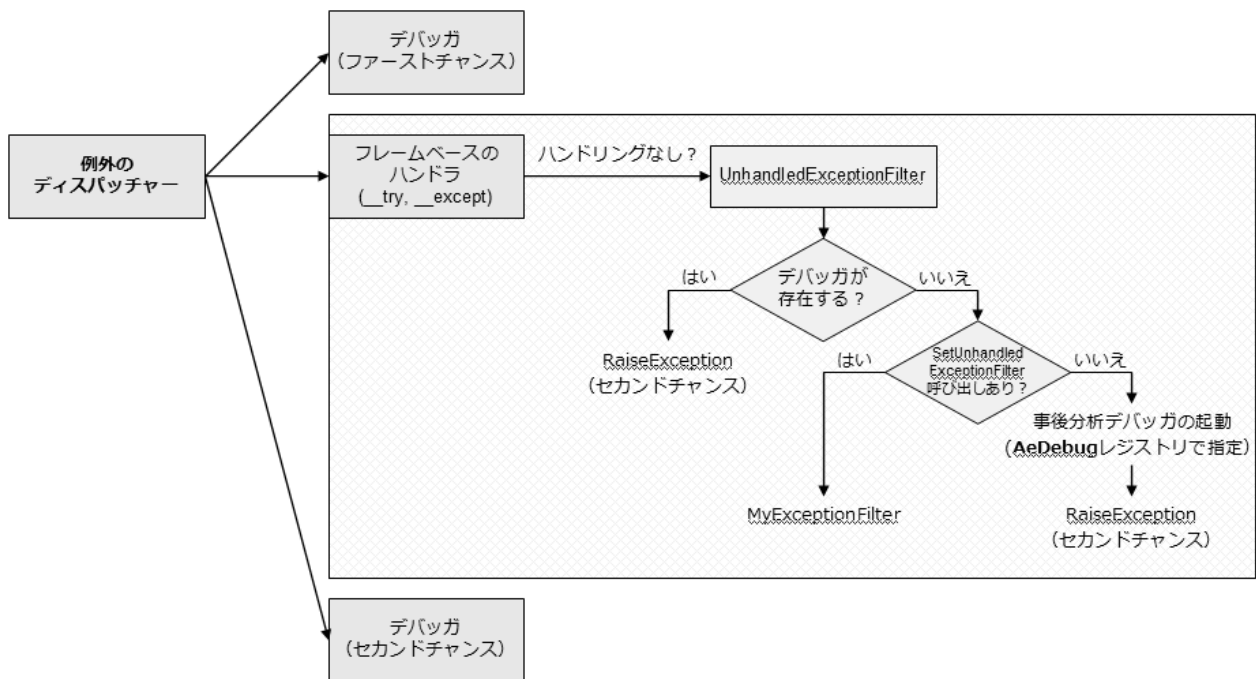 デバッガ
(ファーストチャンス)
例外の
ディスパッチャー
フレームベースの
ハンドラ
(__try, __except)
ハンドリングなし？
UnhandledExceptionFilter
デバッガが
存在する？
はい
いいえ
RaiseException
(セカンドチャンス)
SetUnhandled
ExceptionFilter
呼び出しあり？
はい
いいえ
MyExceptionFilter
事後分析デバッガの起動
(AeDebugレジストリで指定)
RaiseException
(セカンドチャンス)
デバッガ
(セカンドチャンス)